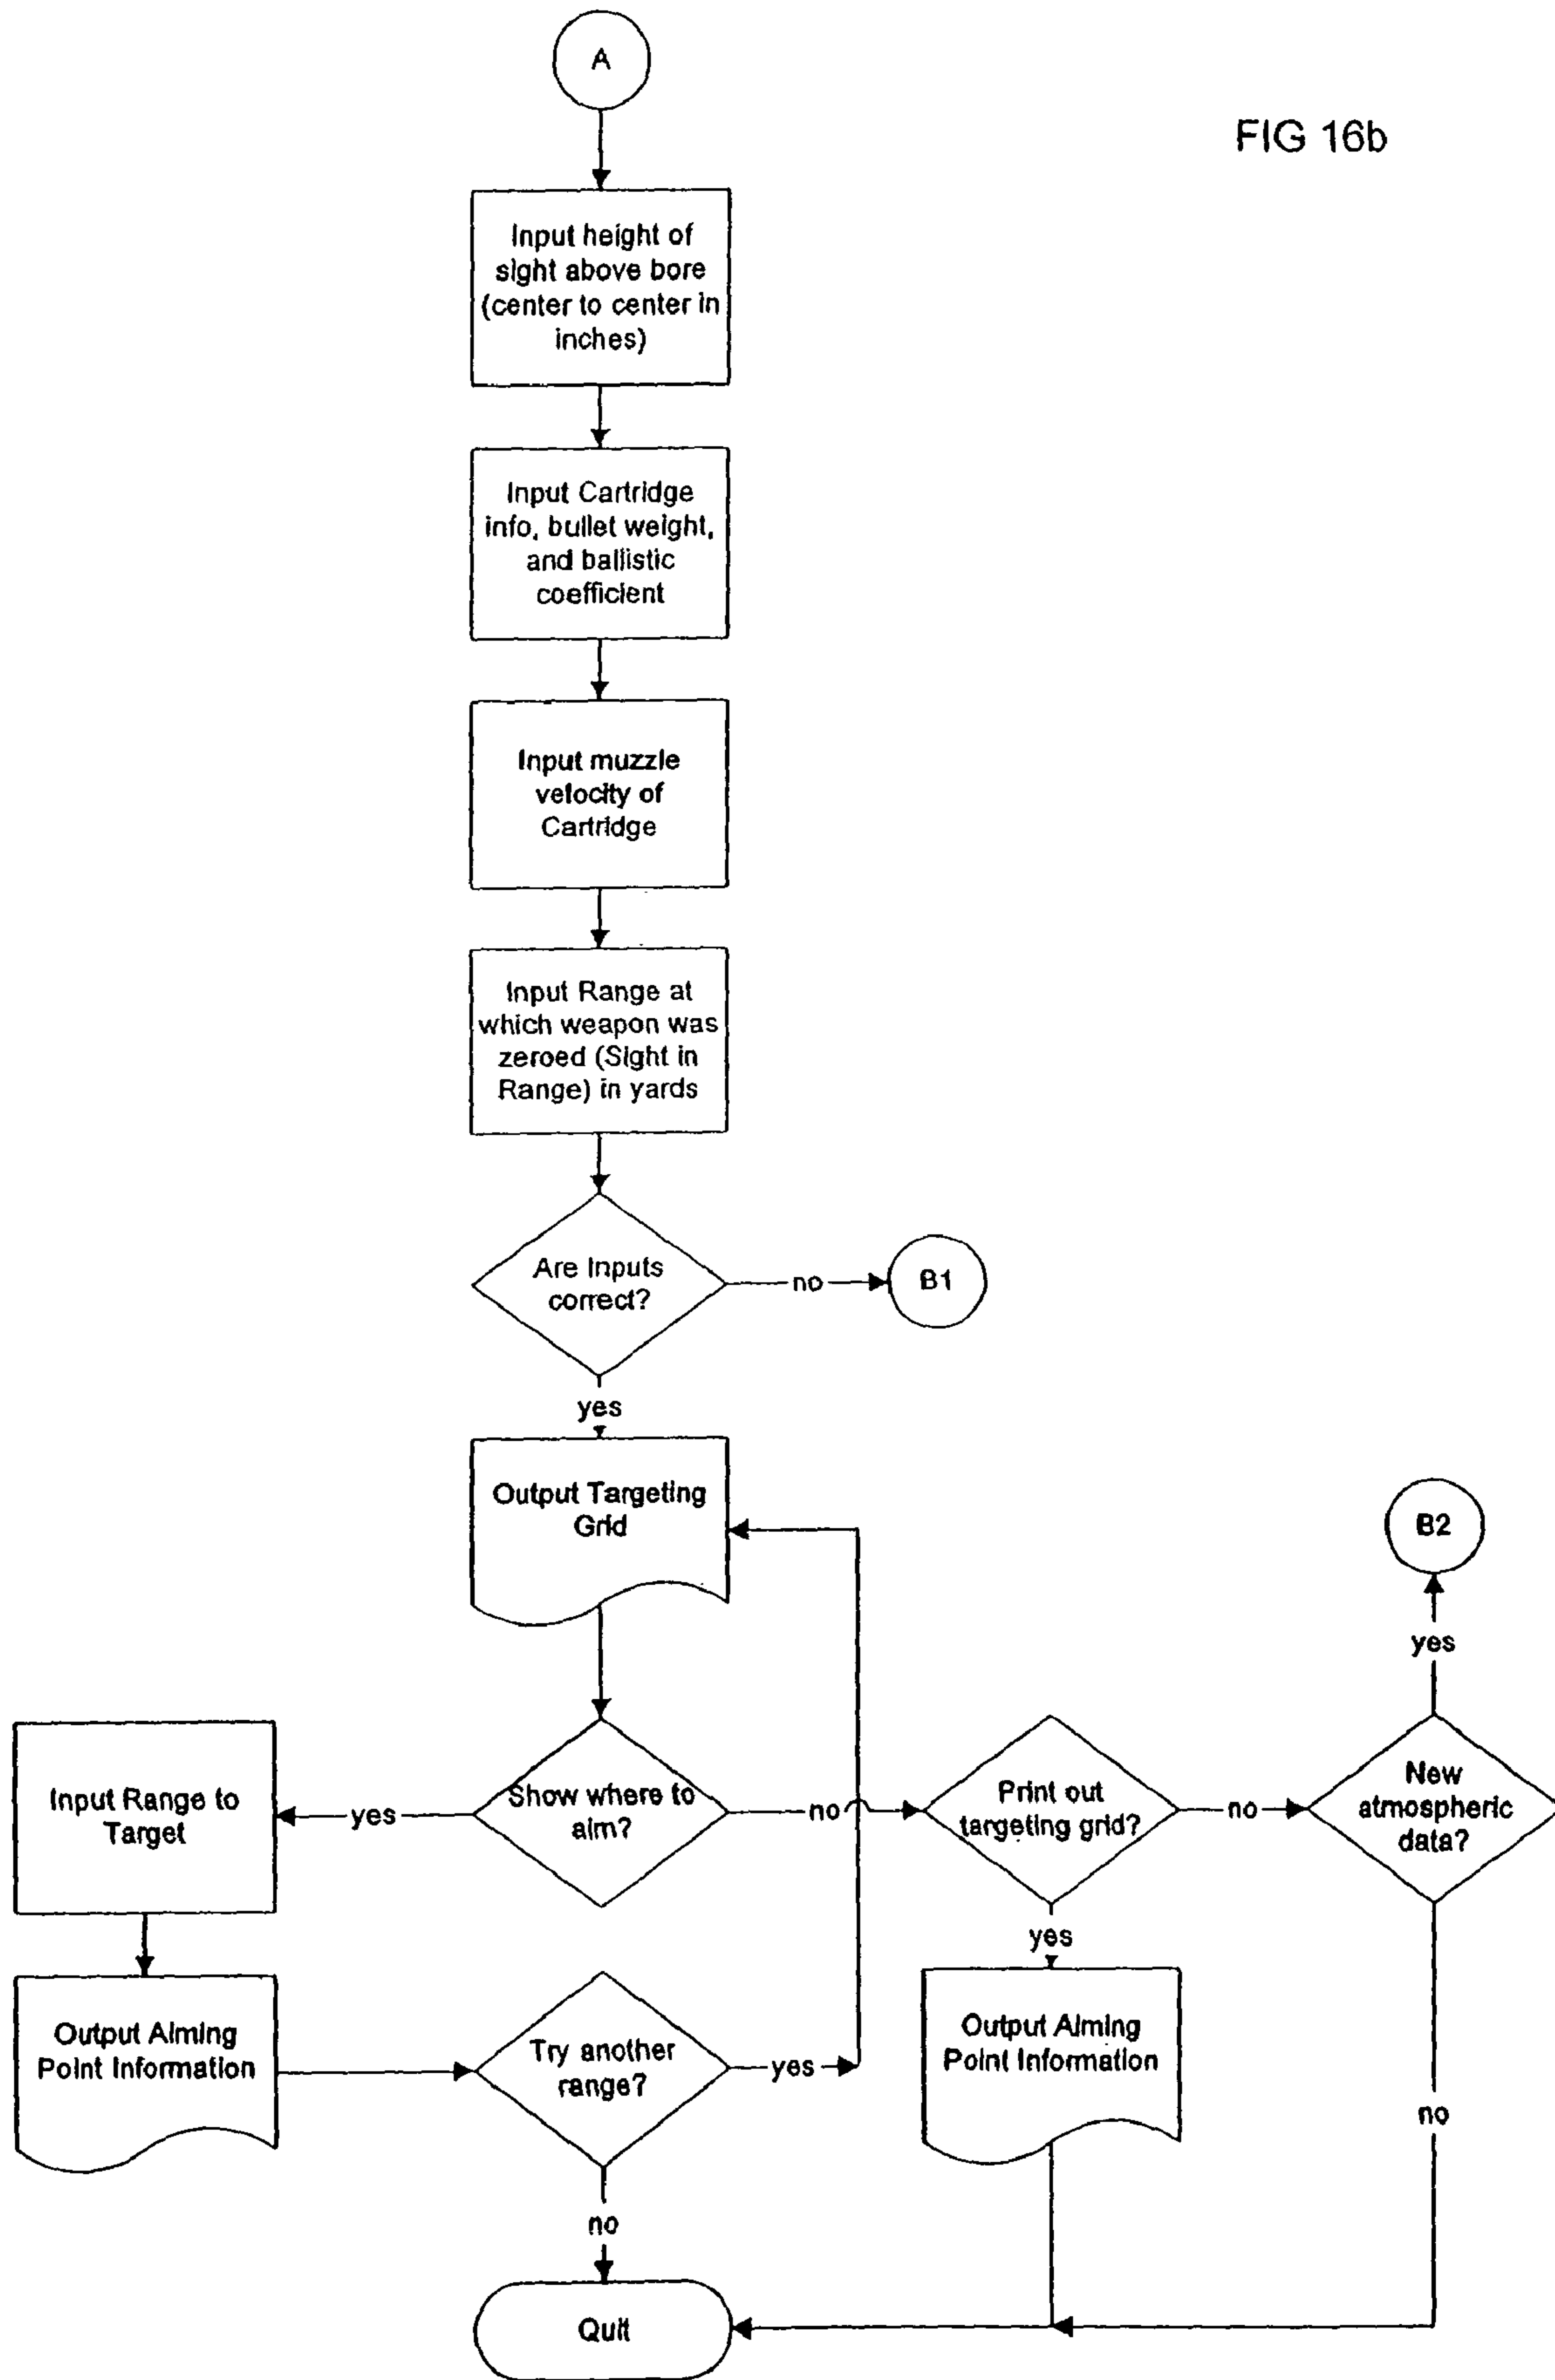 A
FIG 16b
Input height of
sight above bore
(center to center in
inches)
Input Cartridge
info, bullet weight,
and ballistic
coefficient
Input muzzle
velocity of
Cartridge
Input Range at
which weapon was
zeroed (Sight in
Range) in yards
Are Inputs
correct?
no
B1
yes
Output Targeting
Grid
B2
yes
Input Range to
Target
yes
Show where to
aim?
no
Print out
targeting grid?
no
New
atmospheric
data?
yes
Output Aiming
Point Information
Try another
range?
yes
Output Aiming
Point Information
no
no
Quit